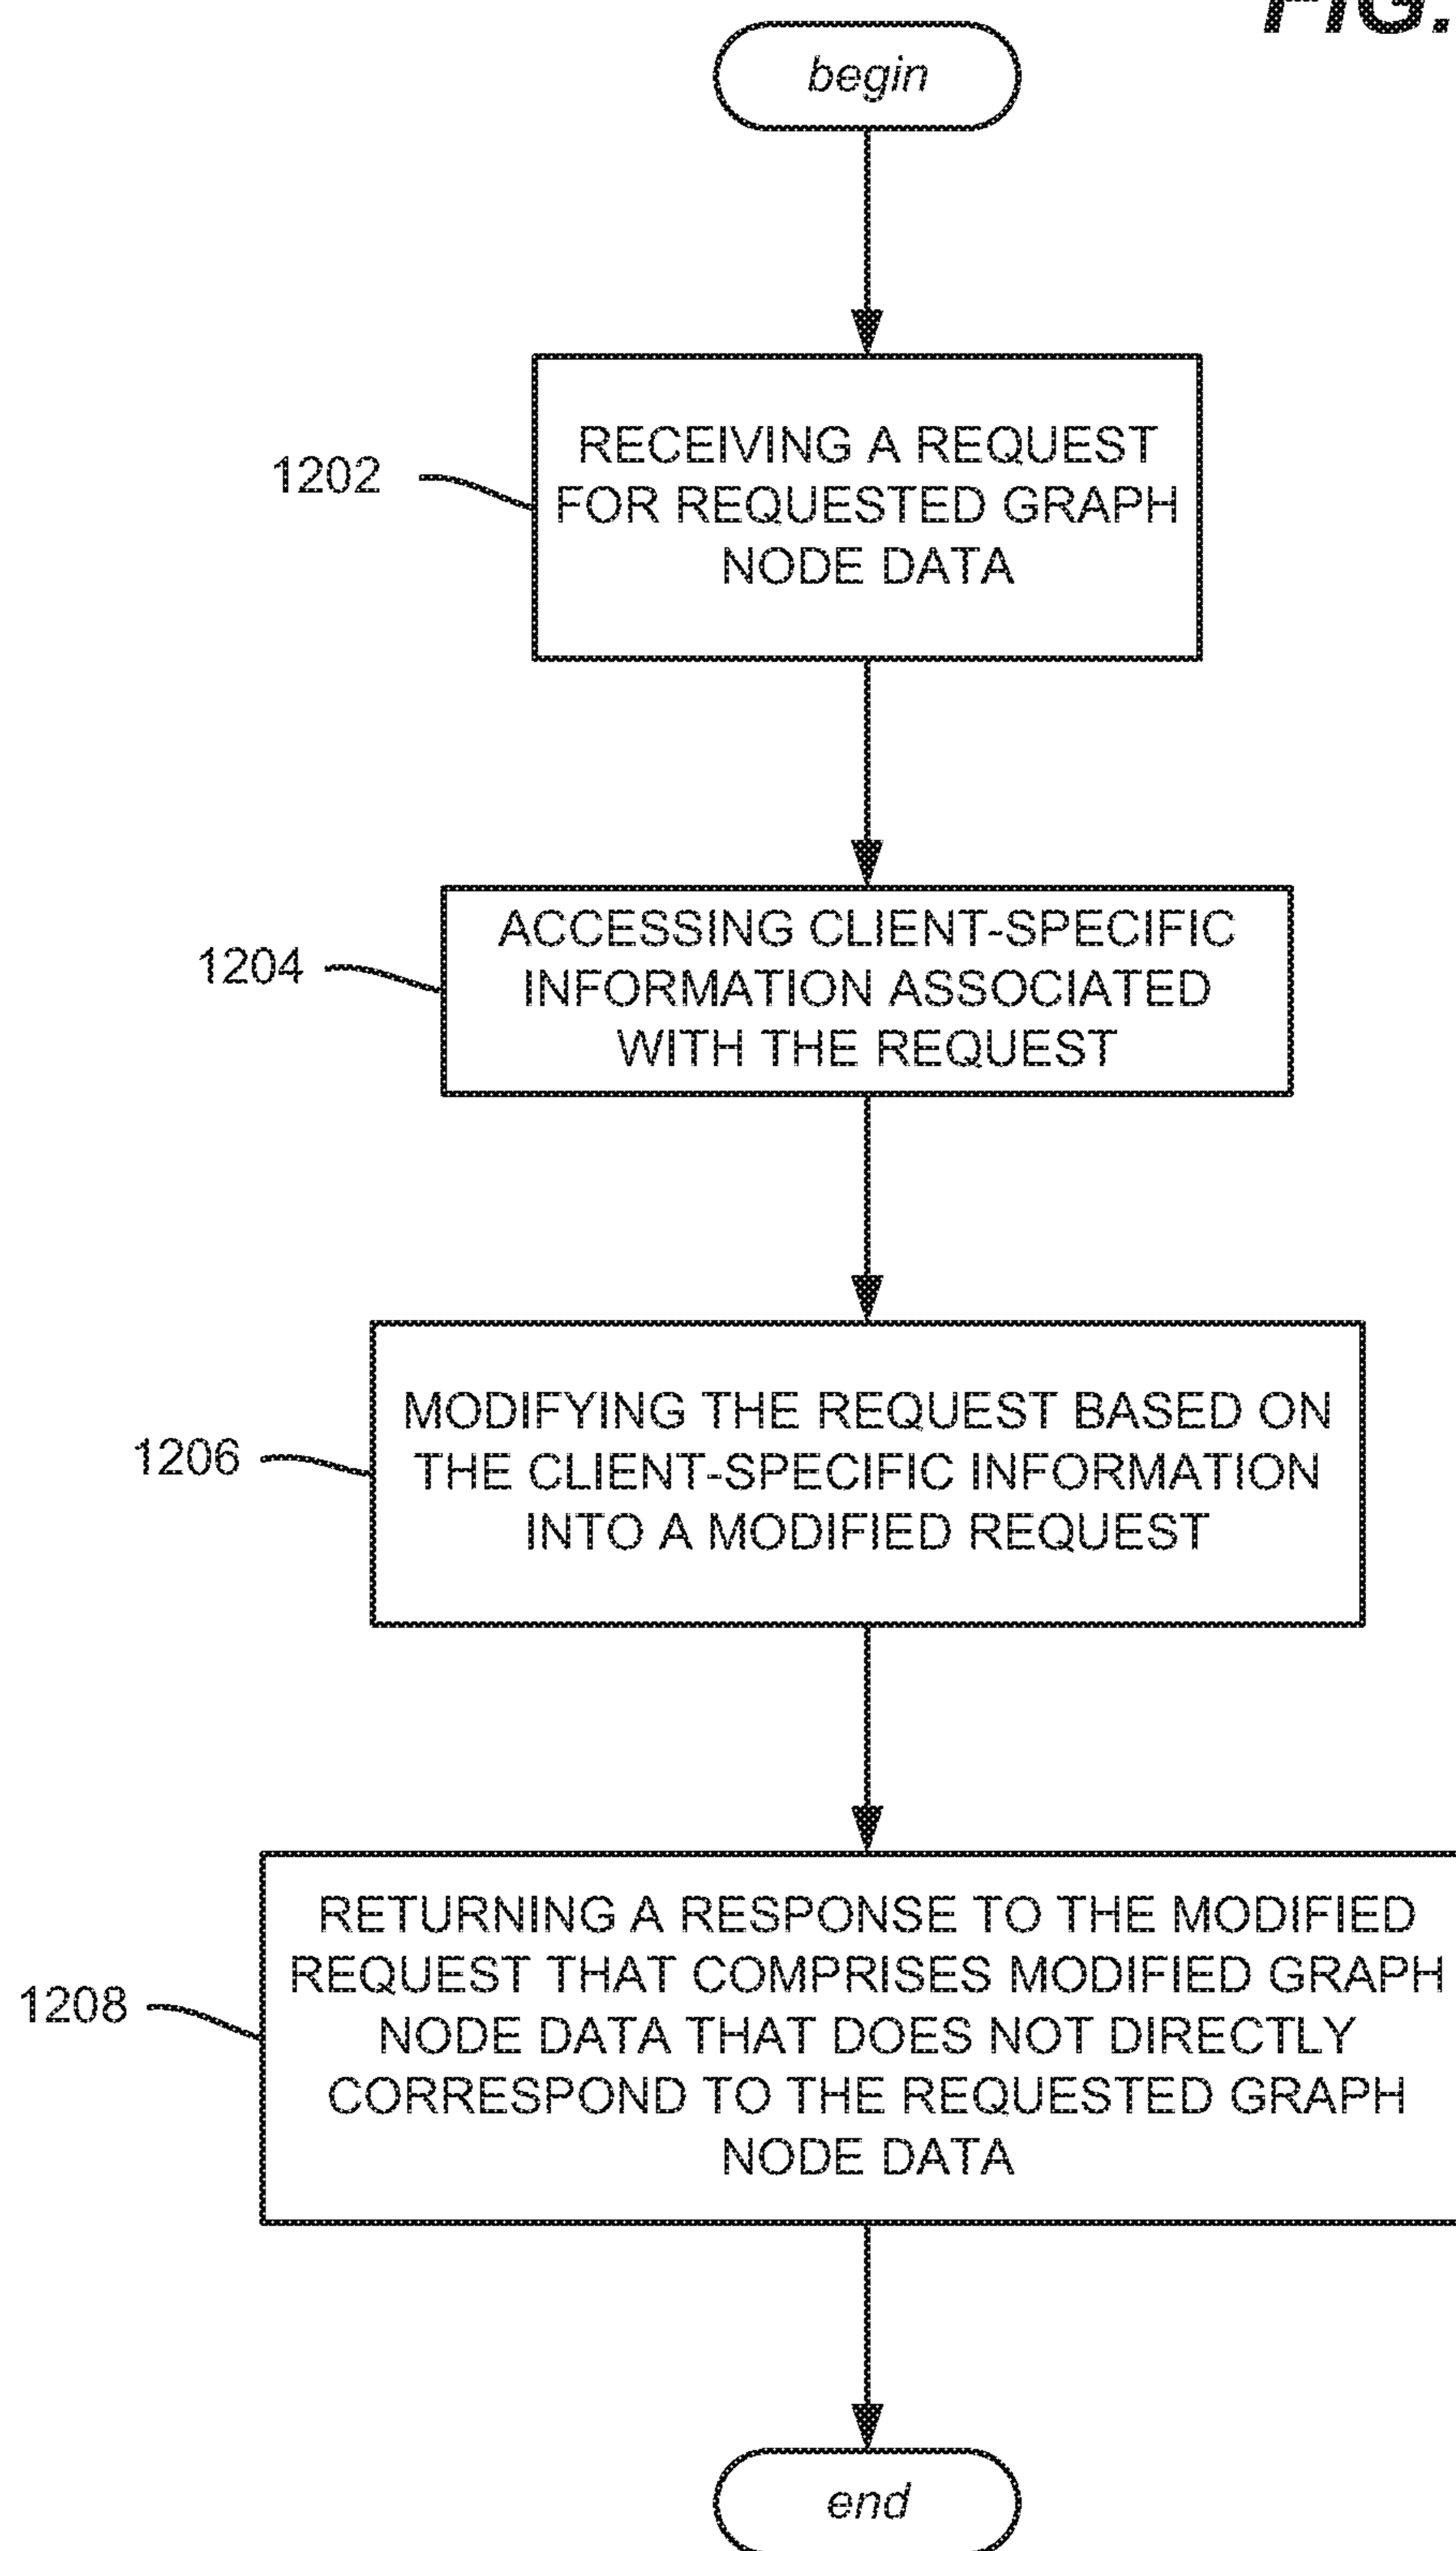 FIG.
begin
1202
RECEIVING A REQUEST
FOR REQUESTED GRAPH
NODE DATA
1204
ACCESSING CLIENT-SPECIFIC
INFORMATION ASSOCIATED
WITH THE REQUEST
1206
MODIFYING THE REQUEST BASED ON
THE CLIENT-SPECIFIC INFORMATION
INTO A MODIFIED REQUEST
1208
RETURNING A RESPONSE TO THE MODIFIED
REQUEST THAT COMPRISES MODIFIED GRAPH
NODE DATA THAT DOES NOT DIRECTLY
CORRESPOND TO THE REQUESTED GRAPH
NODE DATA
end